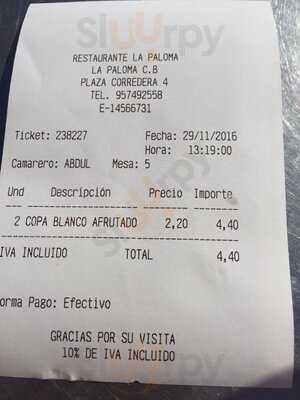 Sluurpy
RESTAURANTE LA PALOMA
LA PALOMA C.B
PLAZA CORREDERA 4
TEL. 957492558
E-14566731
Ticket: 238227 Fecha: 29/11/2016
Hora: 13:19:00
Camarero: ABDUL Mesa: 5
Und Descripción Precio Importe
2 COPA BLANCO AFRUTADO 2,20 4,40
IVA INCLUIDO TOTAL 4,40
orma Pago: Efectivo
GRACIAS POR SU VISITA
10% DE IVA INCLUIDO
Sluurpy